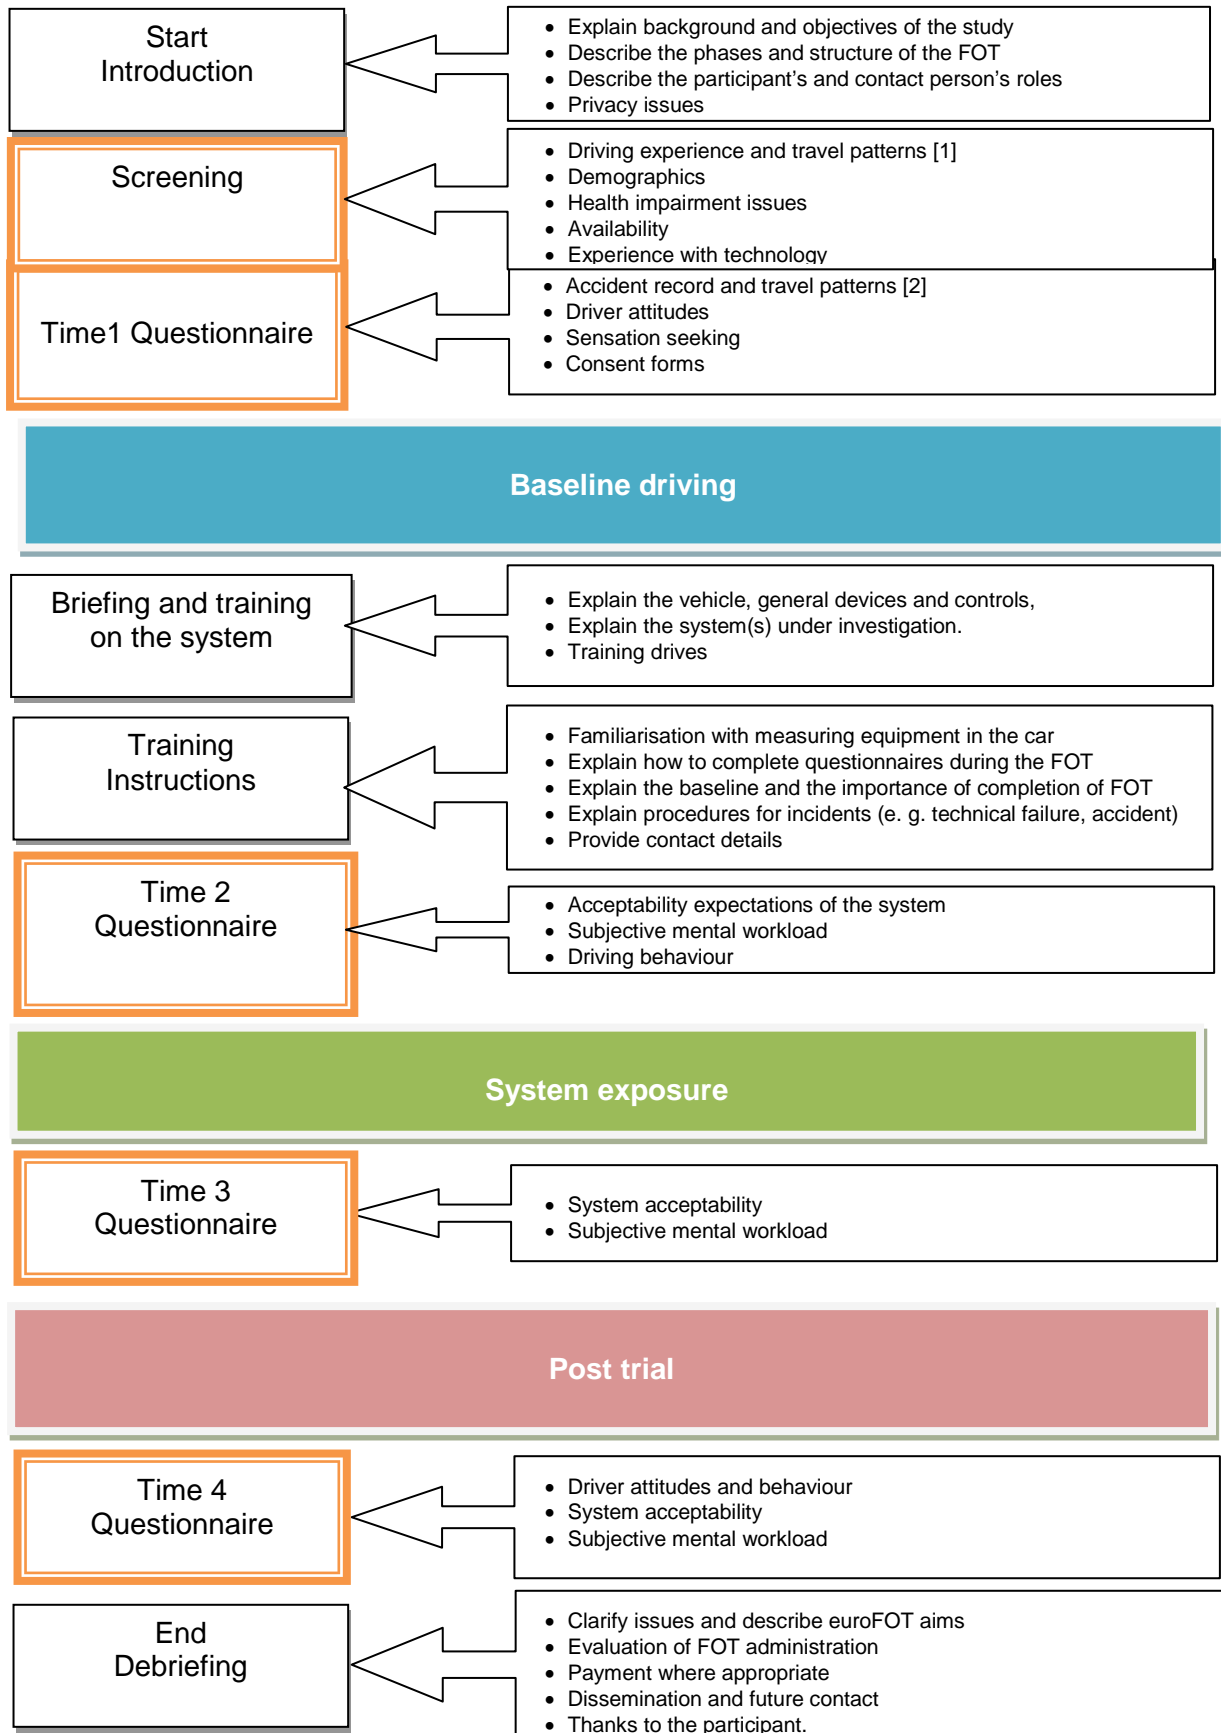 Start
Introduction
• Explain background and objectives of the study
• Describe the phases and structure of the FOT
• Describe the participant's and contact person's roles
• Privacy issues
Screening
• Driving experience and travel patterns [1]
• Demographics
• Health impairment issues
• Availability
• Experience with technology
Time1 Questionnaire
• Accident record and travel patterns [2]
• Driver attitudes
• Sensation seeking
• Consent forms
Baseline driving
Briefing and training
on the system
• Explain the vehicle, general devices and controls,
• Explain the system(s) under investigation.
• Training drives
Training
Instructions
• Familiarisation with measuring equipment in the car
• Explain how to complete questionnaires during the FOT
• Explain the baseline and the importance of completion of FOT
• Explain procedures for incidents (e. g. technical failure, accident)
• Provide contact details
Time 2
Questionnaire
• Acceptability expectations of the system
• Subjective mental workload
• Driving behaviour
System exposure
Time 3
Questionnaire
• System acceptability
• Subjective mental workload
Post trial
Time 4
Questionnaire
• Driver attitudes and behaviour
• System acceptability
• Subjective mental workload
End
Debriefing
• Clarify issues and describe euroFOT aims
• Evaluation of FOT administration
• Payment where appropriate
• Dissemination and future contact
• Thanks to the participant.